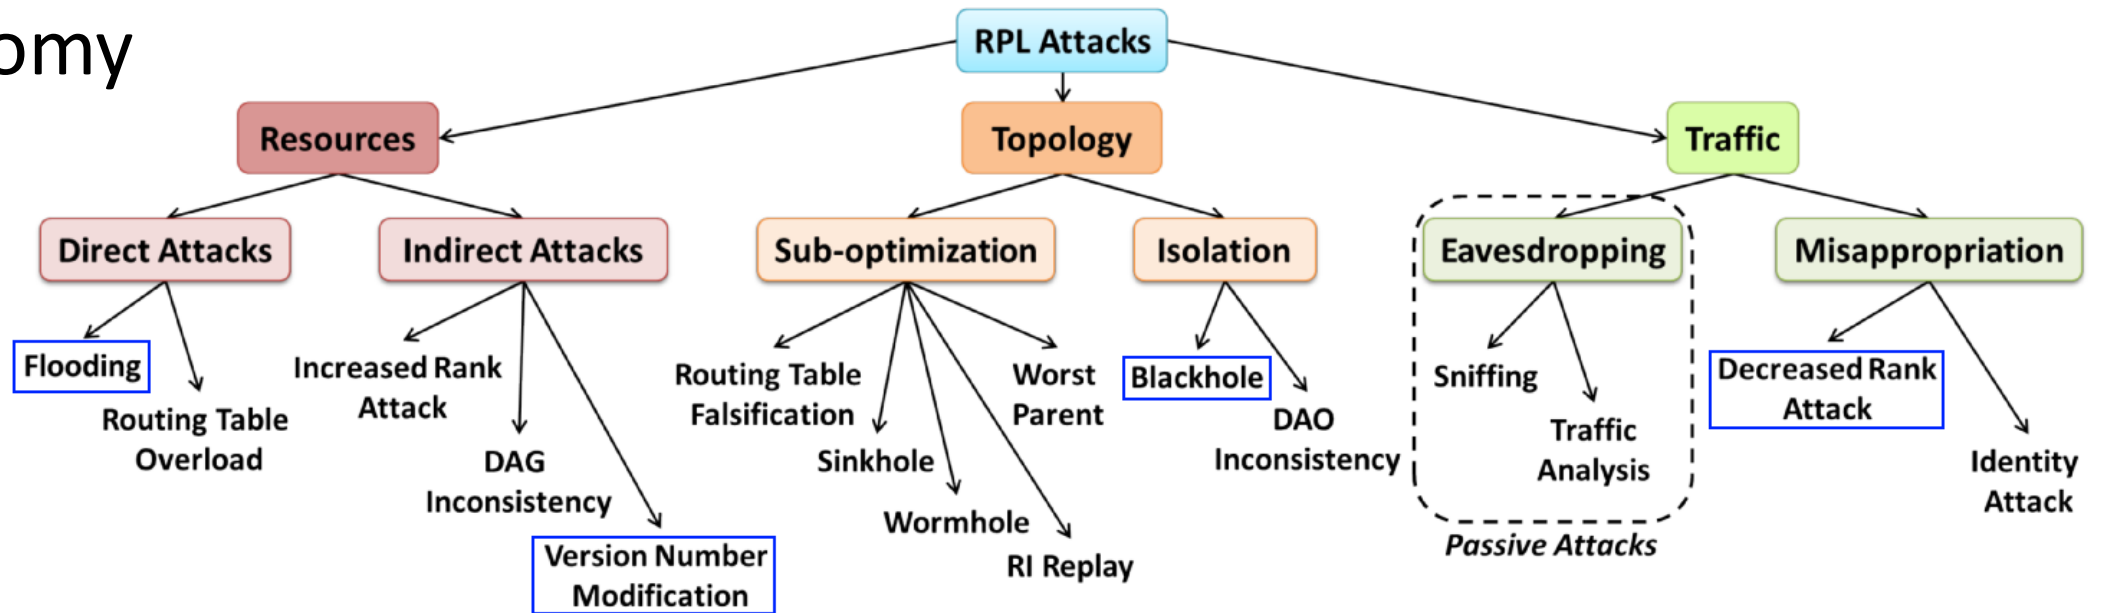 omy
RPL Attacks
Resources
Topology
Traffic
Direct Attacks
Indirect Attacks
Sub-optimization
Isolation
Eavesdropping
Misappropriation
Flooding
Routing Table
Overload
Increased Rank
Attack
DAG
Inconsistency
Version Number
Modification
Routing Table
Falsification
Sinkhole
Wormhole
RI Replay
Worst
Parent
Blackhole
DAO
Inconsistency
Sniffing
Traffic
Analysis
Passive Attacks
Decreased Rank
Attack
Identity
Attack